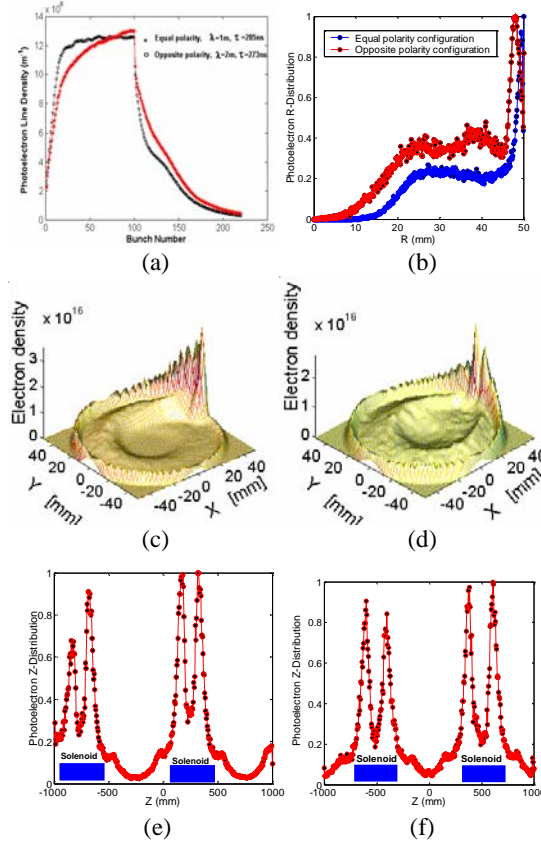 x 10^8
Photoelectron Line Density (m^-1)
14
12
10
8
6
4
2
0
0 50 100 150 200 250
Bunch Number
Equal polarity, λ=1m, τ=285ns
Opposite polarity, λ=2m, τ=273ns
(a)
Photoelectron R-Distribution
1
0.8
0.6
0.4
0.2
0
0 10 20 30 40 50
R (mm)
Equal polarity configuration
Opposite polarity configuration
(b)
x 10^16
Electron density
3
2
1
0
40
20
0
-20
-40
Y [mm]
-40
-20
0
20
40
X [mm]
(c)
x 10^16
Electron density
3
2
1
0
40
20
0
-20
-40
Y [mm]
-40
-20
0
20
40
X [mm]
(d)
Photoelectron Z-Distribution
1
0.8
0.6
0.4
0.2
0
-1000 -500 0 500 1000
Z (mm)
Solenoid
Solenoid
(e)
Photoelectron Z-Distribution
1
0.8
0.6
0.4
0.2
0
-1000 -500 0 500 1000
Z (mm)
Solenoid
Solenoid
(f)